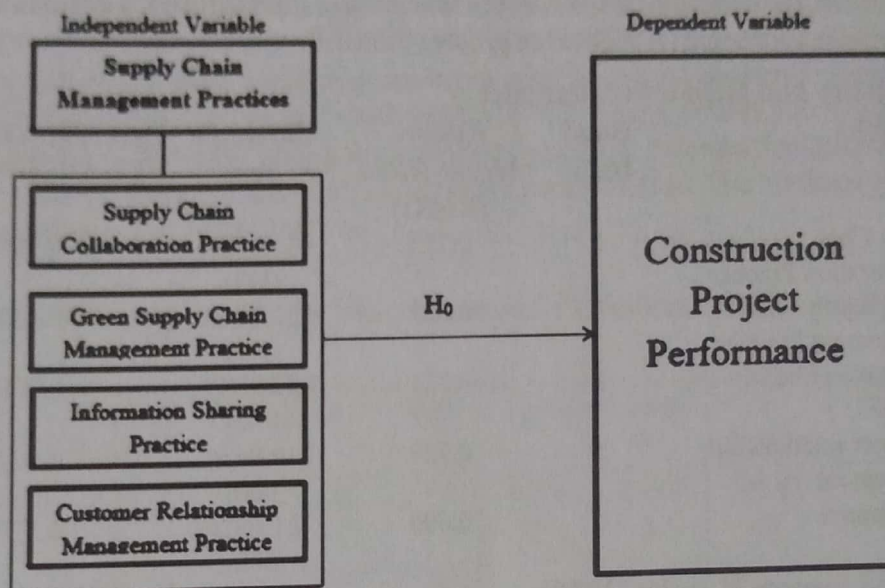 Independent Variable
Supply Chain
Management Practices
Supply Chain
Collaboration Practice
Green Supply Chain
Management Practice
Information Sharing
Practice
Customer Relationship
Management Practice
H₀
Dependent Variable
Construction
Project
Performance